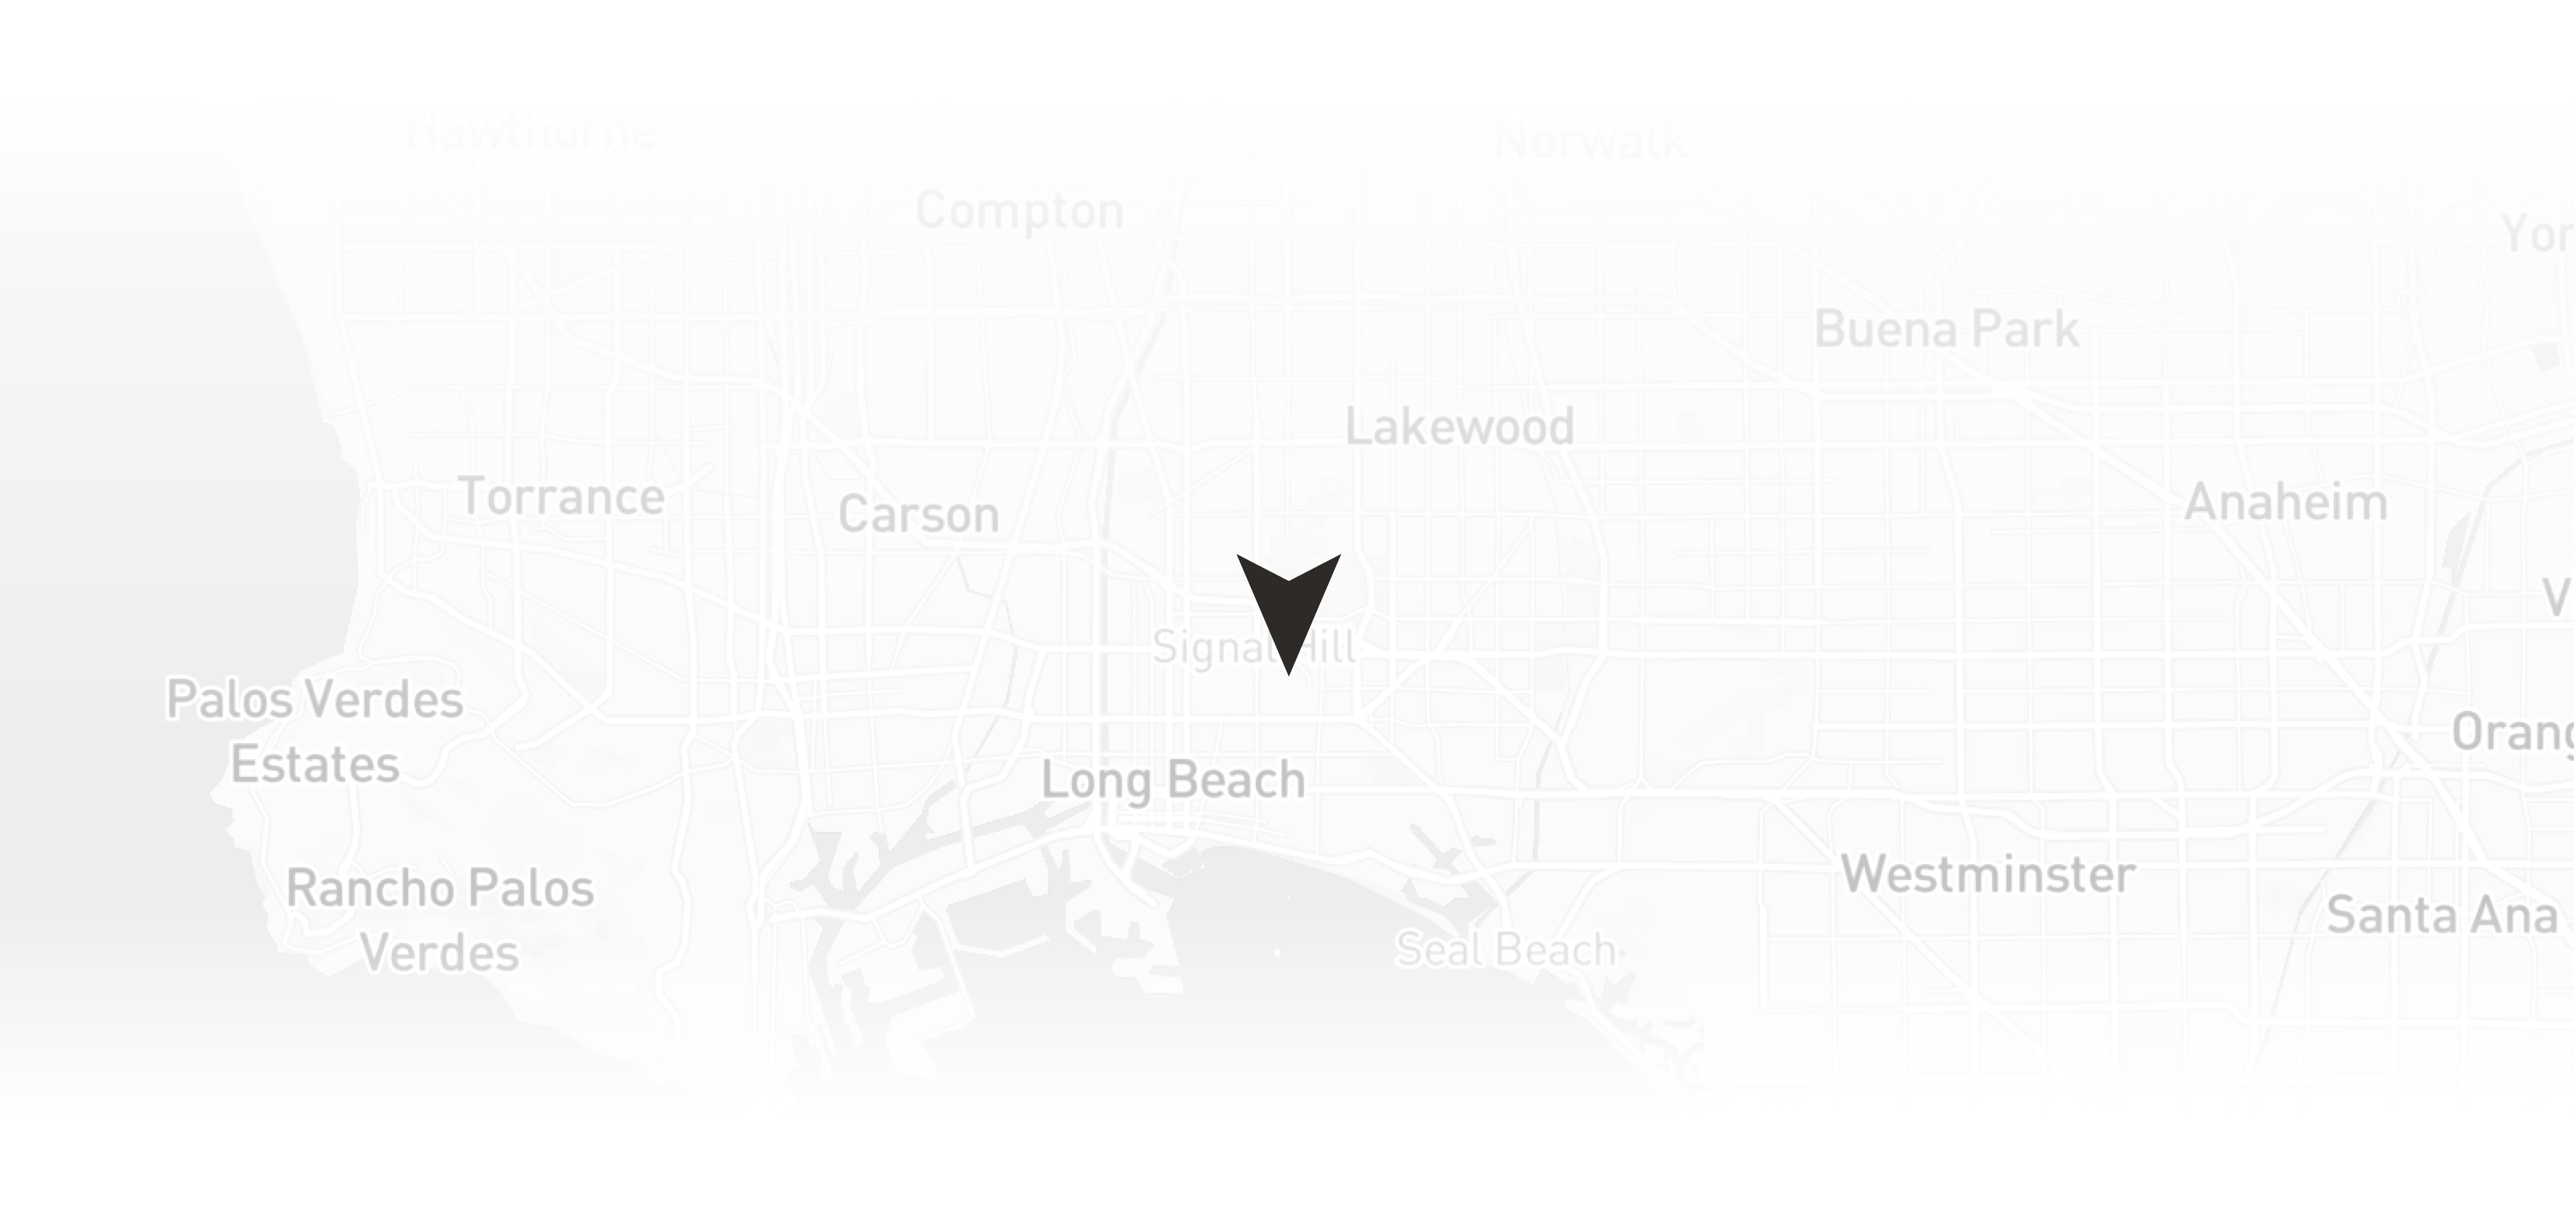 Hawthorne
Norwalk
Compton
Yor
Buena Park
Lakewood
Torrance
Carson
Anaheim
V
Signal Hill
Palos Verdes
Estates
Orang
Long Beach
Rancho Palos
Verdes
Westminster
Santa Ana
Seal Beach